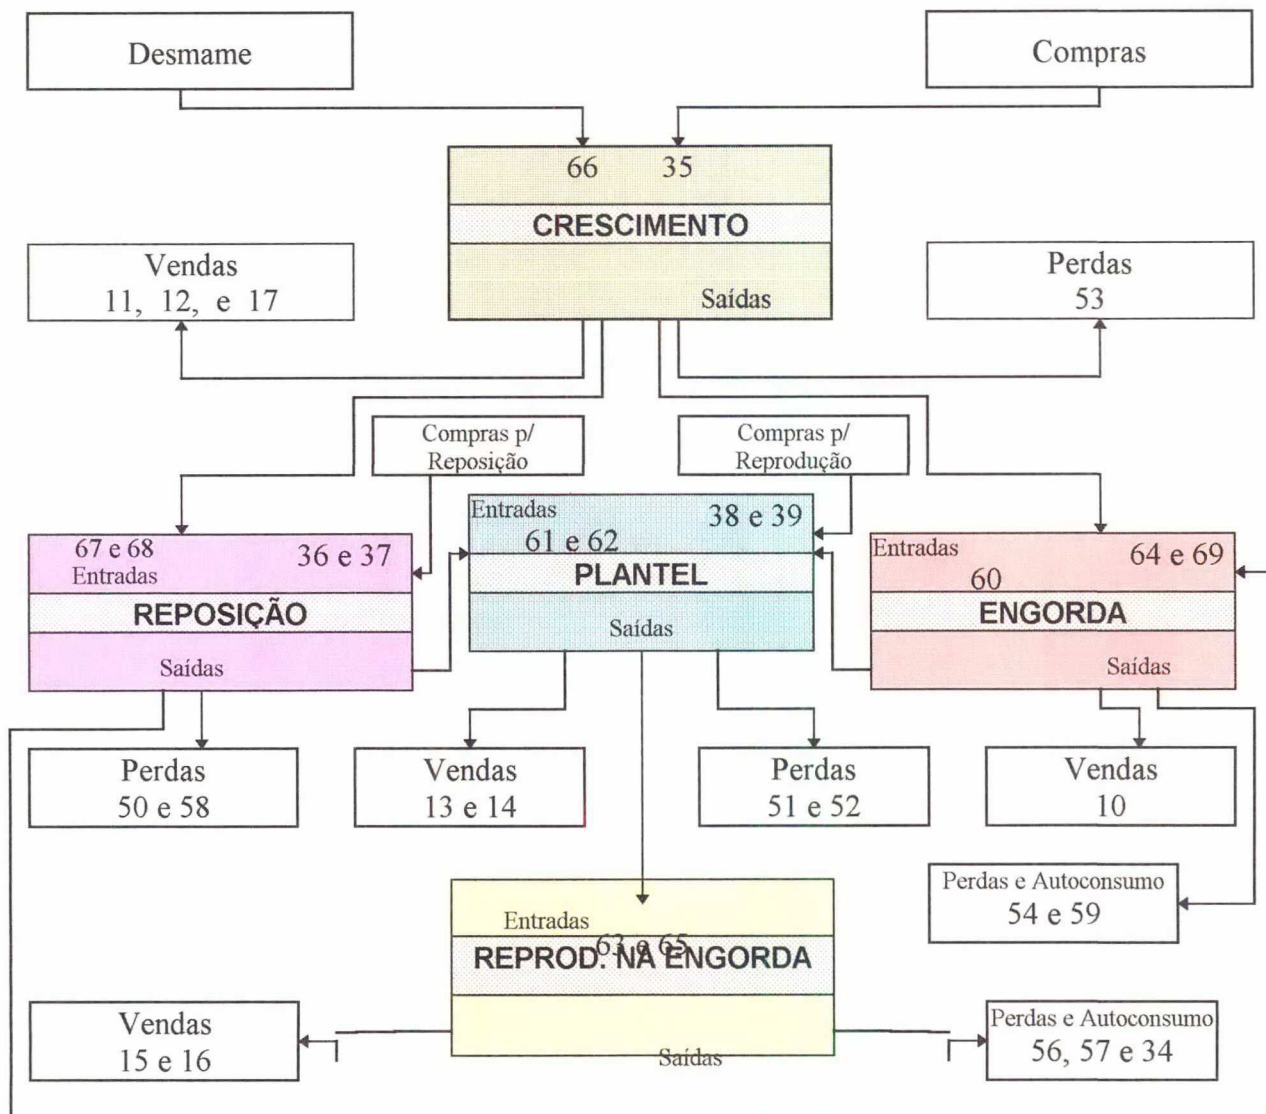 Desmame
Compras
66 35
CRESCIMENTO
Saídas
Vendas
11, 12, e 17
Perdas
53
Compras p/
Reposição
Compras p/
Reprodução
67 e 68
Entradas
36 e 37
REPOSIÇÃO
Saídas
Entradas
38 e 39
61 e 62
PLANTEL
Saídas
Entradas
64 e 69
60
ENGORDA
Saídas
Perdas
50 e 58
Vendas
13 e 14
Perdas
51 e 52
Vendas
10
Perdas e Autoconsumo
54 e 59
Entradas
63 e 65
REPROD. NA ENGORDA
Saídas
Vendas
15 e 16
Perdas e Autoconsumo
56, 57 e 34